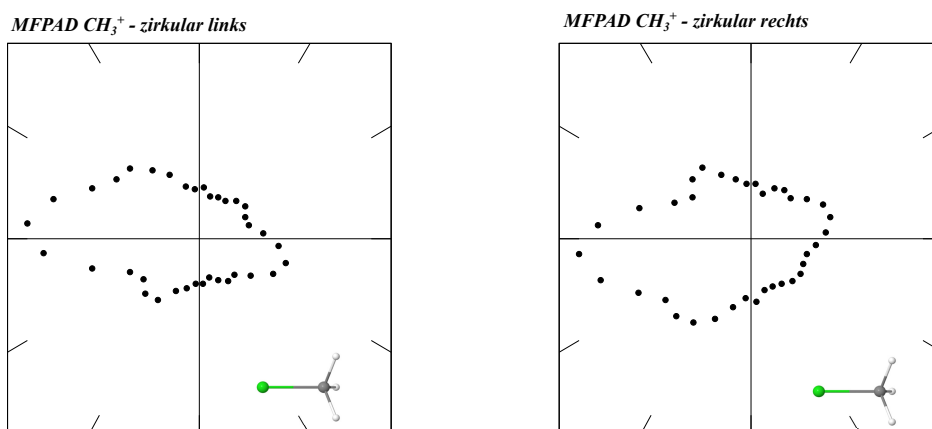 MFPAD CH₃⁺ - zirkular links
MFPAD CH₃⁺ - zirkular rechts